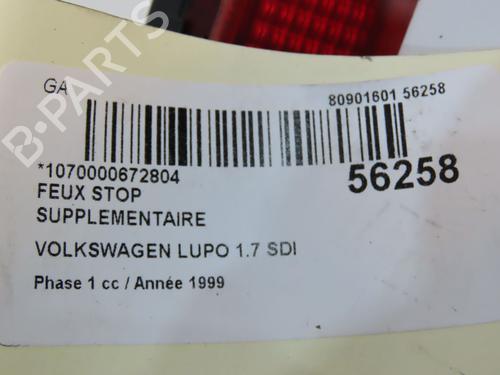 B-PARTS
GA
80901601 56258
*1070000672804
56258
FEUX STOP
SUPPLEMENTAIRE
VOLKSWAGEN LUPO 1.7 SDI
Phase 1 cc / Année 1999